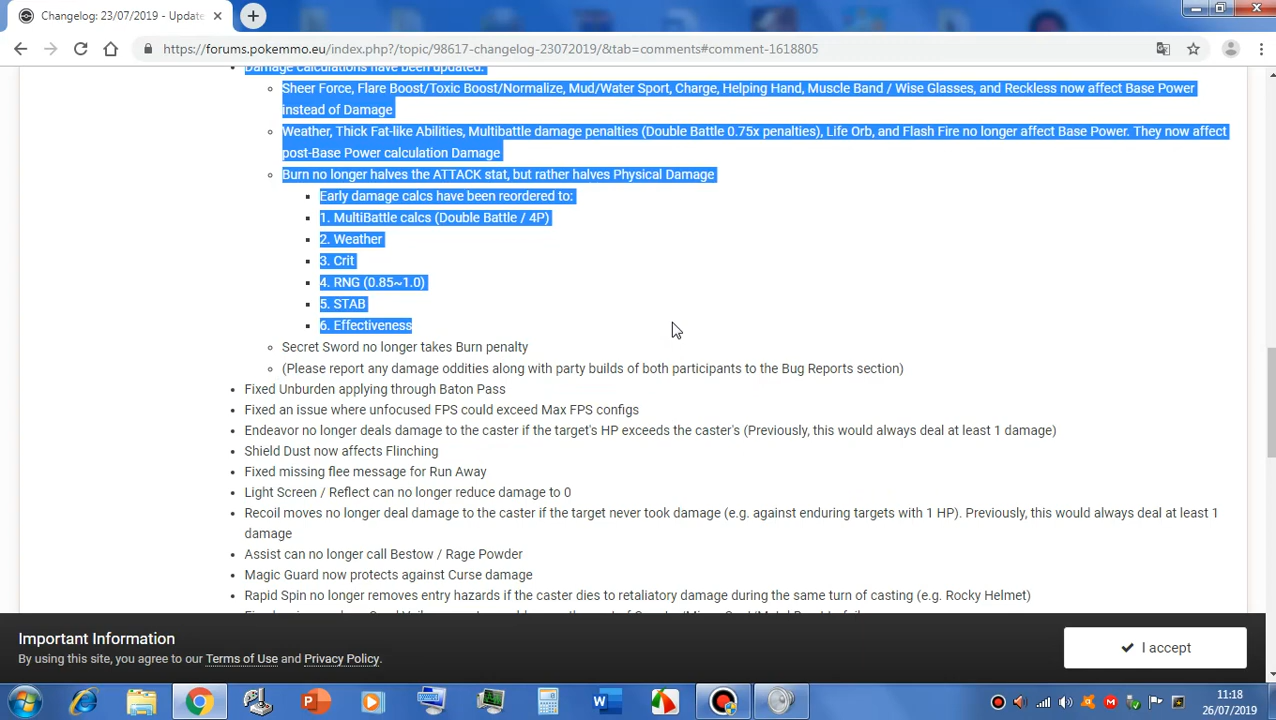 Changelog: 23/07/2019 - Update
https://forums.pokemmo.eu/index.php?/topic/98617-changelog-23072019/&tab=comments#comment-1618805
Damage calculations have been updated:
Sheer Force, Flare Boost/Toxic Boost/Normalize, Mud/Water Sport, Charge, Helping Hand, Muscle Band / Wise Glasses, and Reckless now affect Base Power
instead of Damage
Weather, Thick Fat-like Abilities, Multibattle damage penalties (Double Battle 0.75x penalties), Life Orb, and Flash Fire no longer affect Base Power. They now affect
post-Base Power calculation Damage
Burn no longer halves the ATTACK stat, but rather halves Physical Damage
Early damage calcs have been reordered to:
1. MultiBattle calcs (Double Battle / 4P)
2. Weather
3. Crit
4. RNG (0.85~1.0)
5. STAB
6. Effectiveness
Secret Sword no longer takes Burn penalty
(Please report any damage oddities along with party builds of both participants to the Bug Reports section)
Fixed Unburden applying through Baton Pass
Fixed an issue where unfocused FPS could exceed Max FPS configs
Endeavor no longer deals damage to the caster if the target's HP exceeds the caster's (Previously, this would always deal at least 1 damage)
Shield Dust now affects Flinching
Fixed missing flee message for Run Away
Light Screen / Reflect can no longer reduce damage to 0
Recoil moves no longer deal damage to the caster if the target never took damage (e.g. against enduring targets with 1 HP). Previously, this would always deal at least 1
damage
Assist can no longer call Bestow / Rage Powder
Magic Guard now protects against Curse damage
Rapid Spin no longer removes entry hazards if the caster dies to retaliatory damage during the same turn of casting (e.g. Rocky Helmet)
Important Information
By using this site, you agree to our Terms of Use and Privacy Policy.
I accept
11:18
26/07/2019